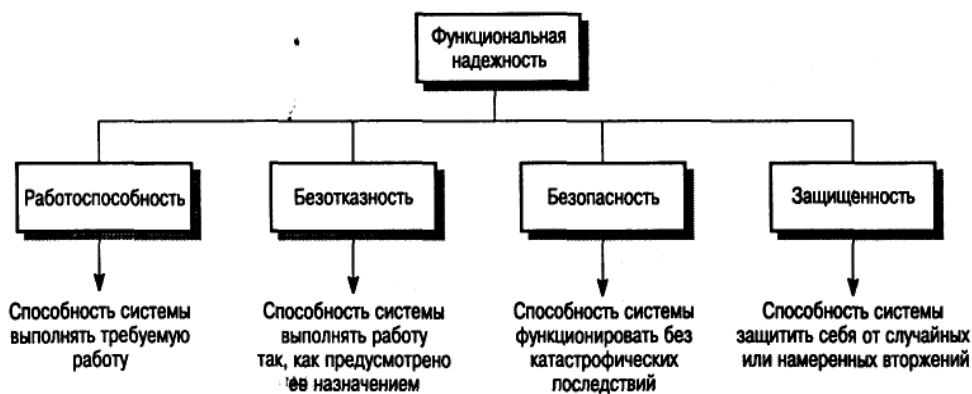 Функциональная
надежность
Работоспособность
Безотказность
Безопасность
Защищенность
Способность системы
выполнять требуемую
работу
Способность системы
выполнять работу
так, как предусмотрено
ее назначением
Способность системы
функционировать без
катастрофических
последствий
Способность системы
защитить себя от случайных
или намеренных вторжений